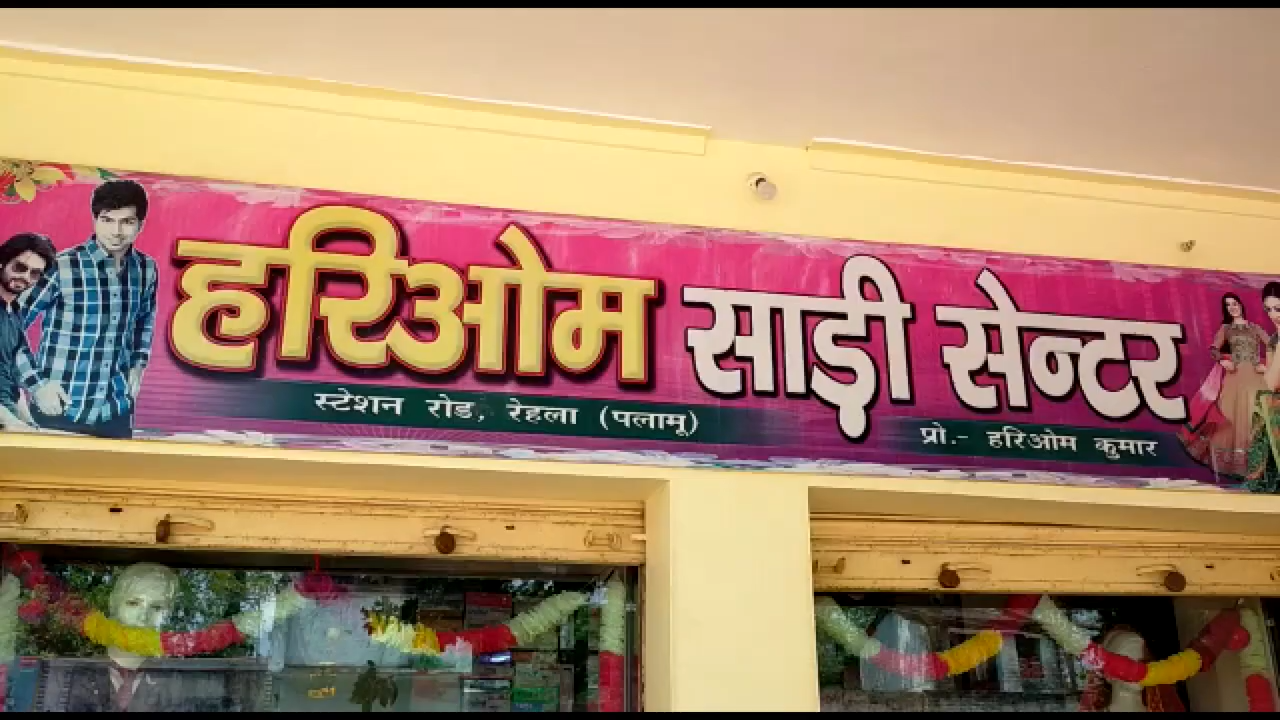 हरिओम साड़ी सेन्टर
स्टेशन रोड, रेहला (पलामू)
प्रो.- हरिओम कुमार